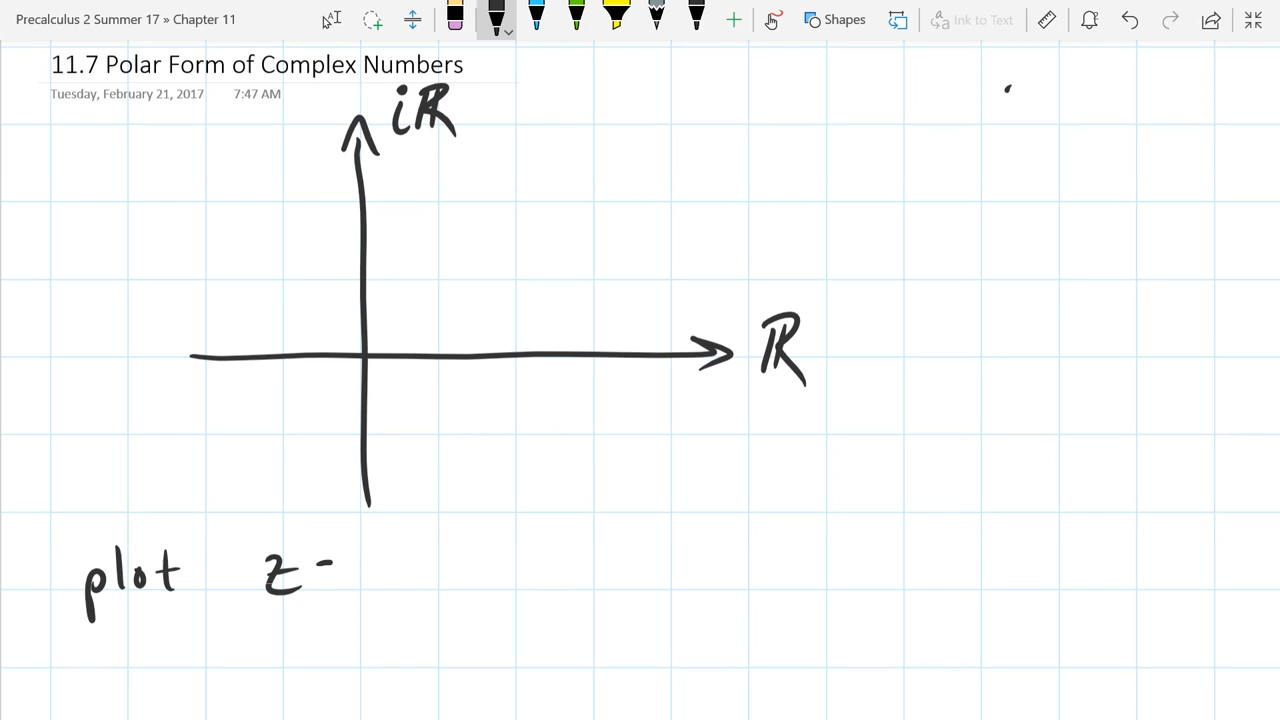 Precalculus 2 Summer 17 » Chapter 11
Shapes
Ink to Text
11.7 Polar Form of Complex Numbers
Tuesday, February 21, 2017 7:47 AM
iℝ
ℝ
plot z -